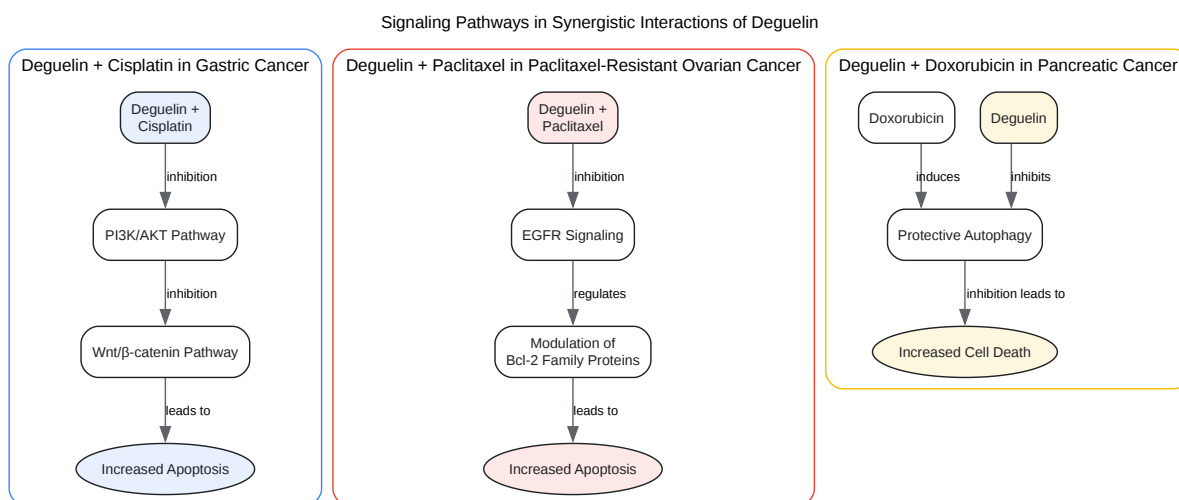 Signaling Pathways in Synergistic Interactions of Deguelin
Deguelin + Cisplatin in Gastric Cancer
Deguelin +
Cisplatin
inhibition
PI3K/AKT Pathway
inhibition
Wnt/β-catenin Pathway
leads to
Increased Apoptosis
Deguelin + Paclitaxel in Paclitaxel-Resistant Ovarian Cancer
Deguelin +
Paclitaxel
inhibition
EGFR Signaling
regulates
Modulation of
Bcl-2 Family Proteins
leads to
Increased Apoptosis
Deguelin + Doxorubicin in Pancreatic Cancer
Doxorubicin
Deguelin
induces
inhibits
Protective Autophagy
inhibition leads to
Increased Cell Death